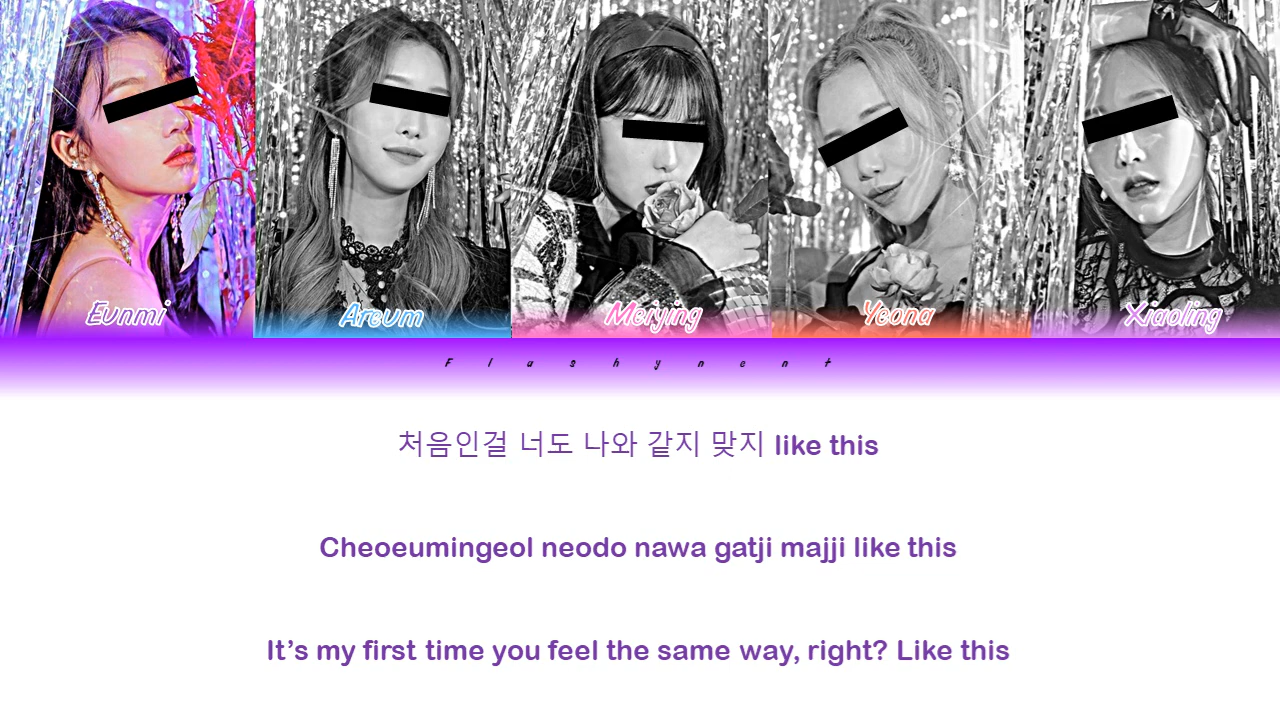 Eunmi Areum Meiying Yeona Xiaoling
Flashynent
처음인걸 너도 나와 같지 맞지 like this
Cheoeumingeol neodo nawa gatji majji like this
It’s my first time you feel the same way, right? Like this